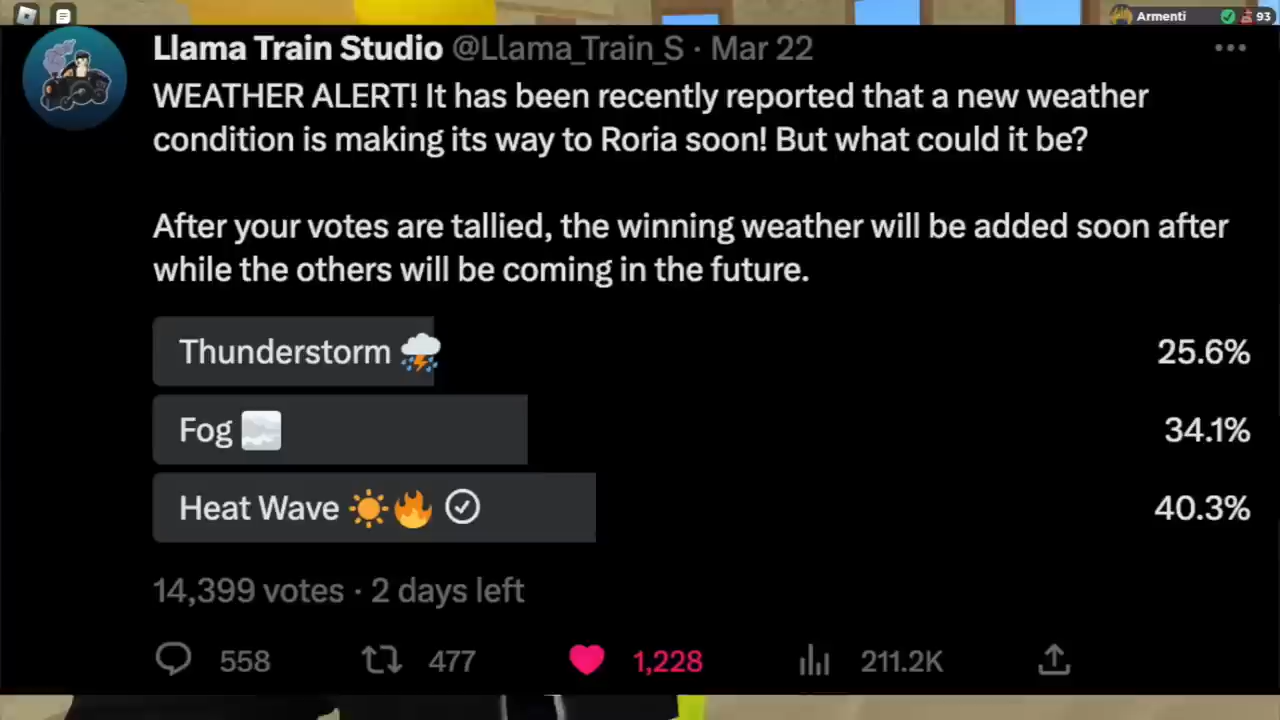 Armenti 93
Llama Train Studio @Llama_Train_S · Mar 22
WEATHER ALERT! It has been recently reported that a new weather
condition is making its way to Roria soon! But what could it be?
After your votes are tallied, the winning weather will be added soon after
while the others will be coming in the future.
Thunderstorm 25.6%
Fog 34.1%
Heat Wave 40.3%
14,399 votes · 2 days left
558 477 1,228 211.2K